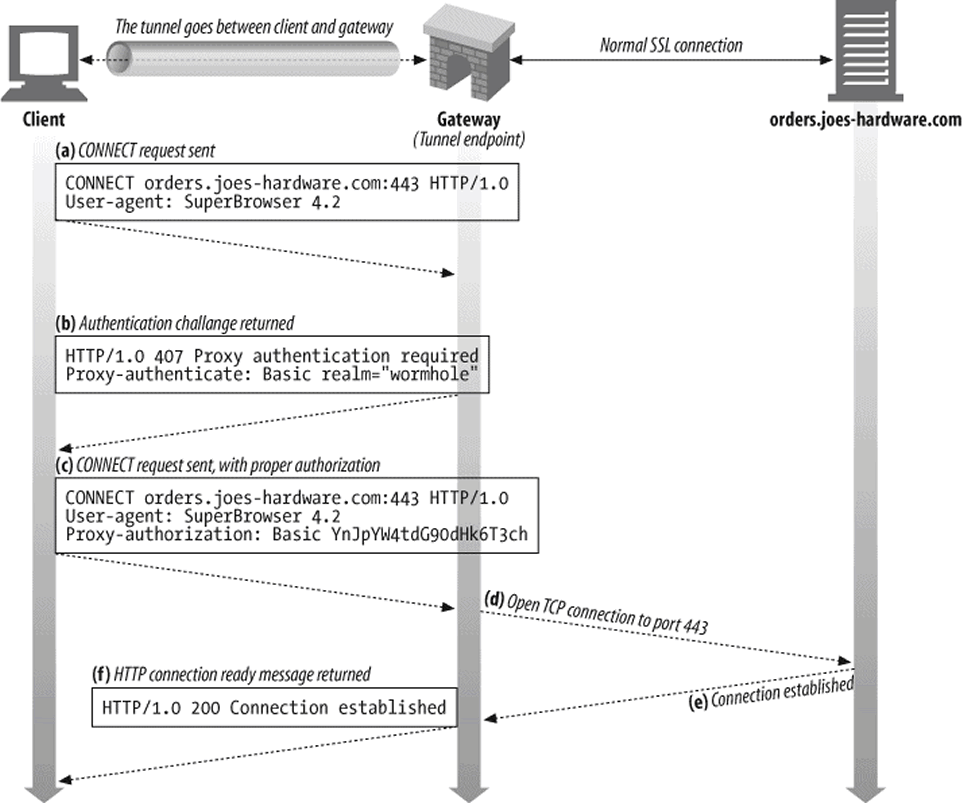 The tunnel goes between client and gateway
Normal SSL connection
Client
Gateway
(Tunnel endpoint)
orders.joes-hardware.com
(a) CONNECT request sent
CONNECT orders.joes-hardware.com:443 HTTP/1.0
User-agent: SuperBrowser 4.2
(b) Authentication challange returned
HTTP/1.0 407 Proxy authentication required
Proxy-authenticate: Basic realm="wormhole"
(c) CONNECT request sent, with proper authorization
CONNECT orders.joes-hardware.com:443 HTTP/1.0
User-agent: SuperBrowser 4.2
Proxy-authorization: Basic YnJpYW4tdG90dHk6T3ch
(d) Open TCP connection to port 443
(e) Connection established
(f) HTTP connection ready message returned
HTTP/1.0 200 Connection established